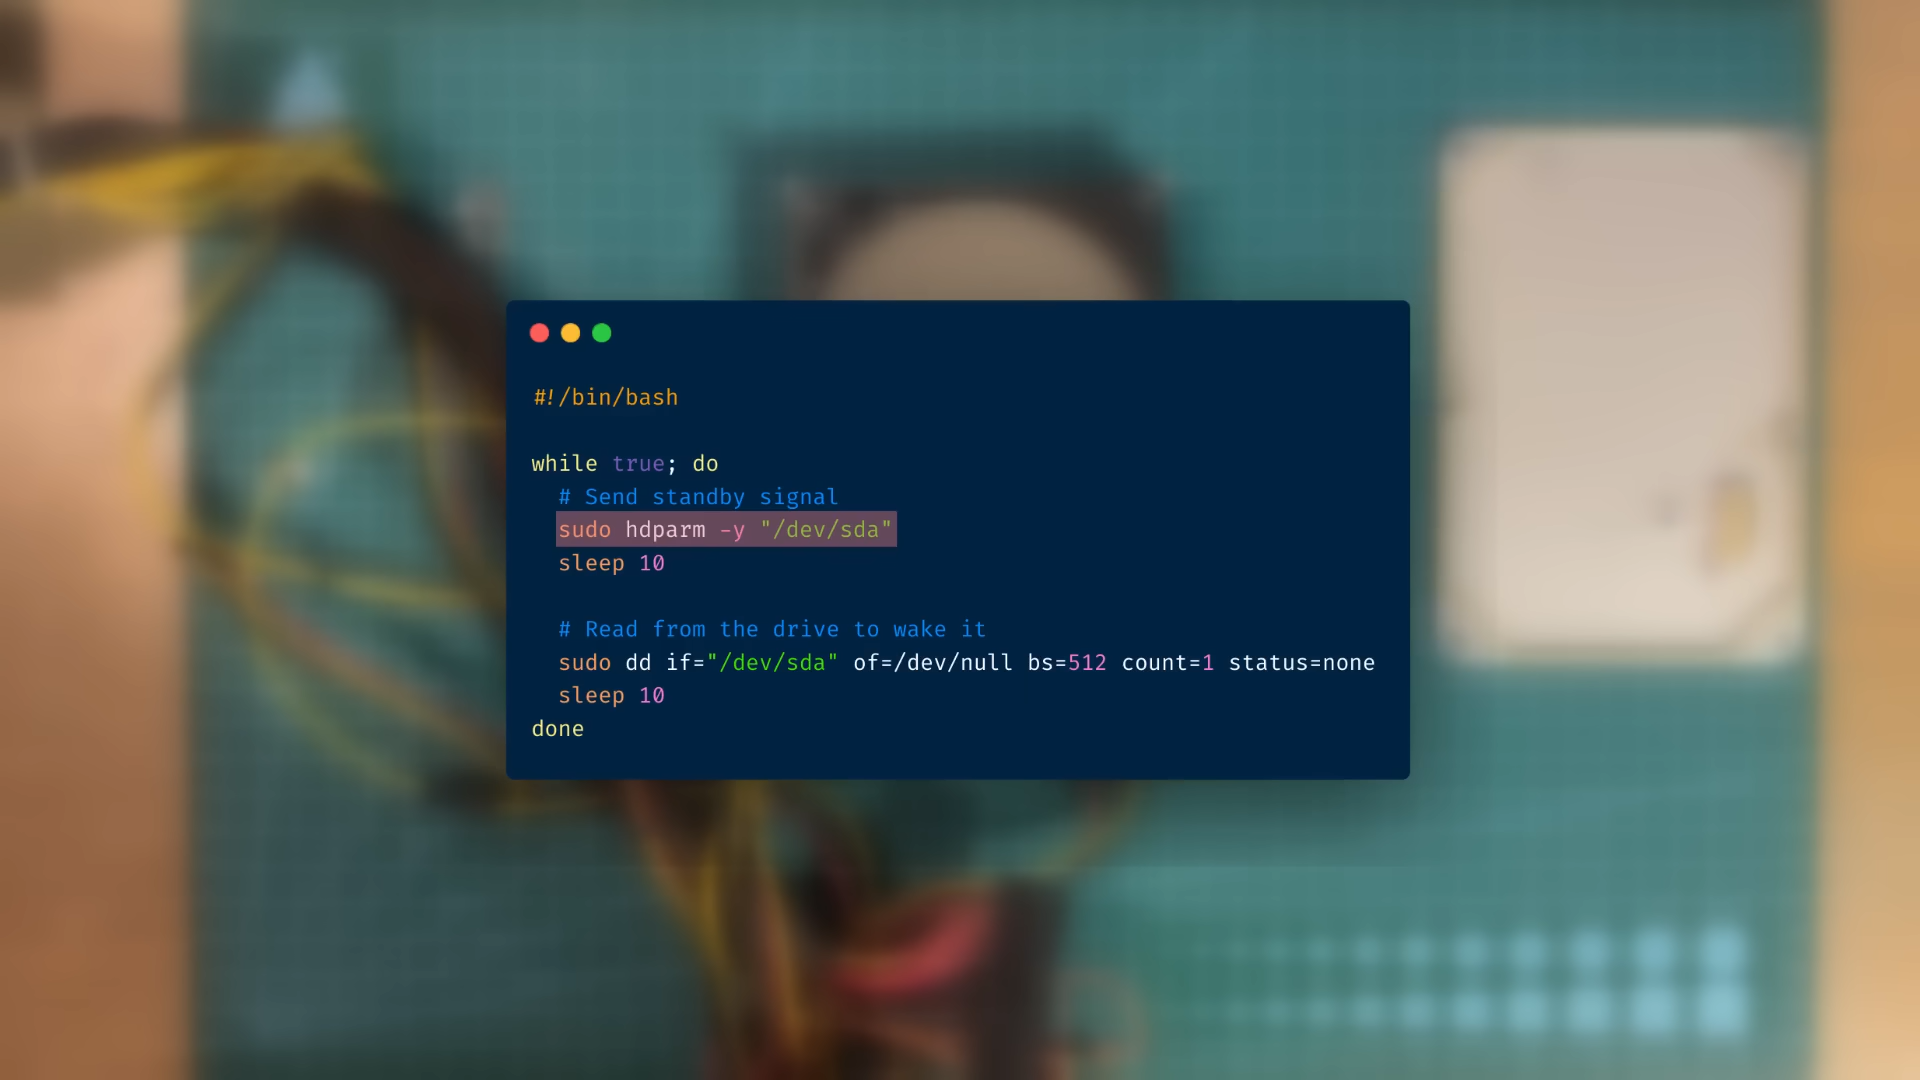 #!/bin/bash
while true; do
# Send standby signal
sudo hdparm -y "/dev/sda"
sleep 10
# Read from the drive to wake it
sudo dd if="/dev/sda" of=/dev/null bs=512 count=1 status=none
sleep 10
done